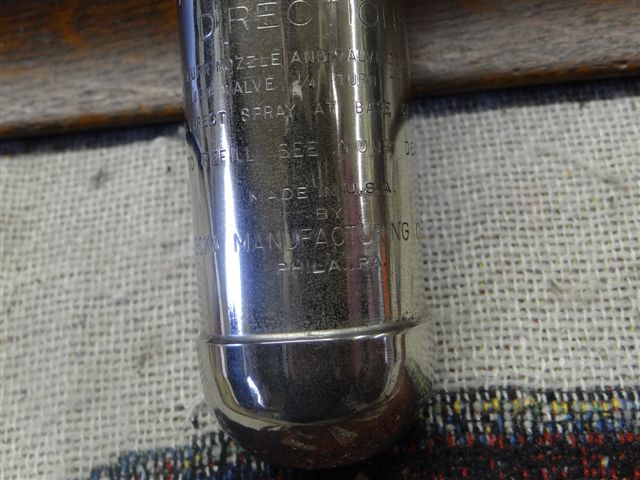 DIRECTIONS
NOZZLE AND VALVE
VALVE 1/4 TURN
SPRAY AT BASE
TO REFILL SEE YOUR
MADE IN U.S.A.
BY
MANUFACTURING
PHILA., PA.